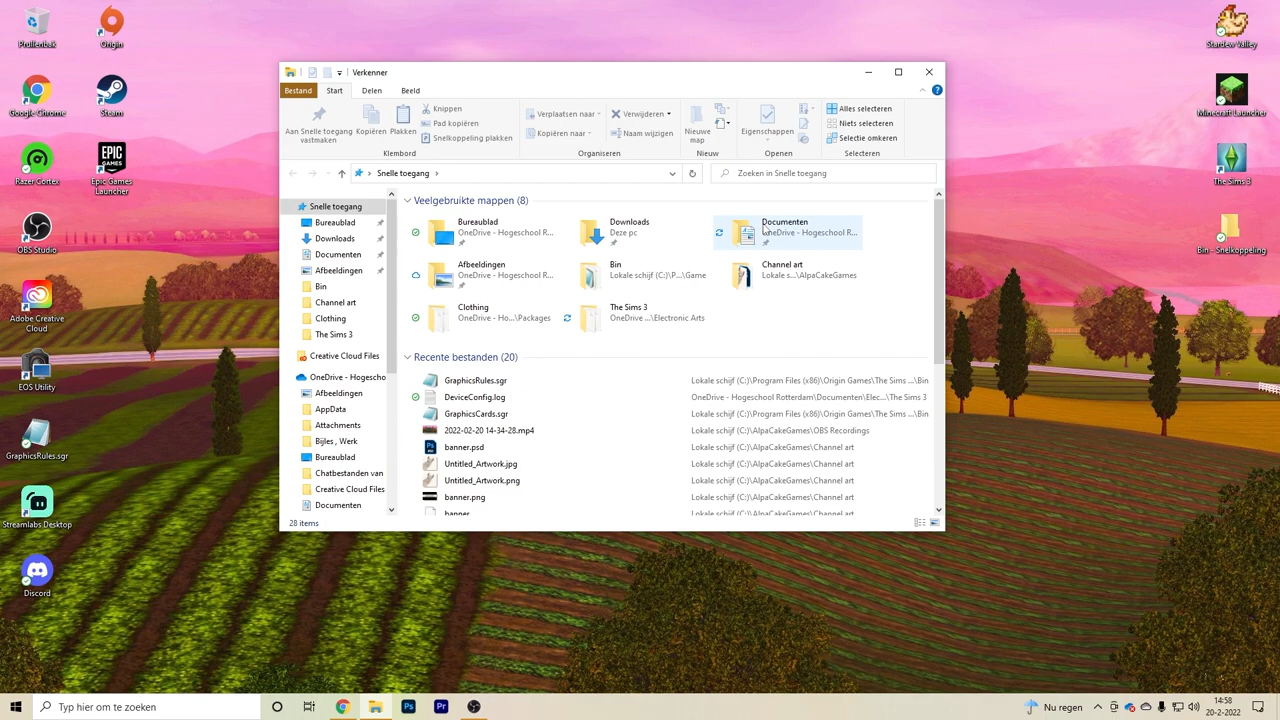 Prullenbak
Origin
Google Chrome
Steam
Razer Cortex
Epic Games
Launcher
OBS Studio
Adobe Creative
Cloud
EOS Utility
GraphicsRules.sgr
Streamlabs Desktop
Discord
Stardew Valley
Minecraft Launcher
The Sims 3
Bin - Snelkoppeling
Verkenner
Bestand Start Delen Beeld
Aan Snelle toegang
vastmaken
Kopiëren
Plakken
Knippen
Pad kopiëren
Snelkoppeling plakken
Klembord
Verplaatsen naar
Kopiëren naar
Verwijderen
Naam wijzigen
Organiseren
Nieuwe
map
Nieuw
Eigenschappen
Openen
Alles selecteren
Niets selecteren
Selectie omkeren
Selecteren
Snelle toegang
Zoeken in Snelle toegang
Snelle toegang
Bureaublad
Downloads
Documenten
Afbeeldingen
Bin
Channel art
Clothing
The Sims 3
Creative Cloud Files
OneDrive - Hogescho
Afbeeldingen
AppData
Attachments
Bijles , Werk
Bureaublad
Chatbestanden van
Creative Cloud Files
Documenten
Veelgebruikte mappen (8)
Bureaublad
OneDrive - Hogeschool R...
Downloads
Deze pc
Documenten
OneDrive - Hogeschool R...
Afbeeldingen
OneDrive - Hogeschool R...
Bin
Lokale schijf (C:)\P...\Game
Channel art
Lokale s...\AlpaCakeGames
Clothing
OneDrive - Ho...\Packages
The Sims 3
OneDrive ...\Electronic Arts
Recente bestanden (20)
GraphicsRules.sgr Lokale schijf (C:)\Program Files (x86)\Origin Games\The Sims ...\Bin
DeviceConfig.log OneDrive - Hogeschool Rotterdam\Documenten\Elec...\The Sims 3
GraphicsCards.sgr Lokale schijf (C:)\Program Files (x86)\Origin Games\The Sims ...\Bin
2022-02-20 14-34-28.mp4 Lokale schijf (C:)\AlpaCakeGames\OBS Recordings
banner.psd Lokale schijf (C:)\AlpaCakeGames\Channel art
Untitled_Artwork.jpg Lokale schijf (C:)\AlpaCakeGames\Channel art
Untitled_Artwork.png Lokale schijf (C:)\AlpaCakeGames\Channel art
banner.png Lokale schijf (C:)\AlpaCakeGames\Channel art
banner Lokale schijf (C:)\AlpaCakeGames\Channel art
28 items
Typ hier om te zoeken
Nu regen
14:58
20-2-2022